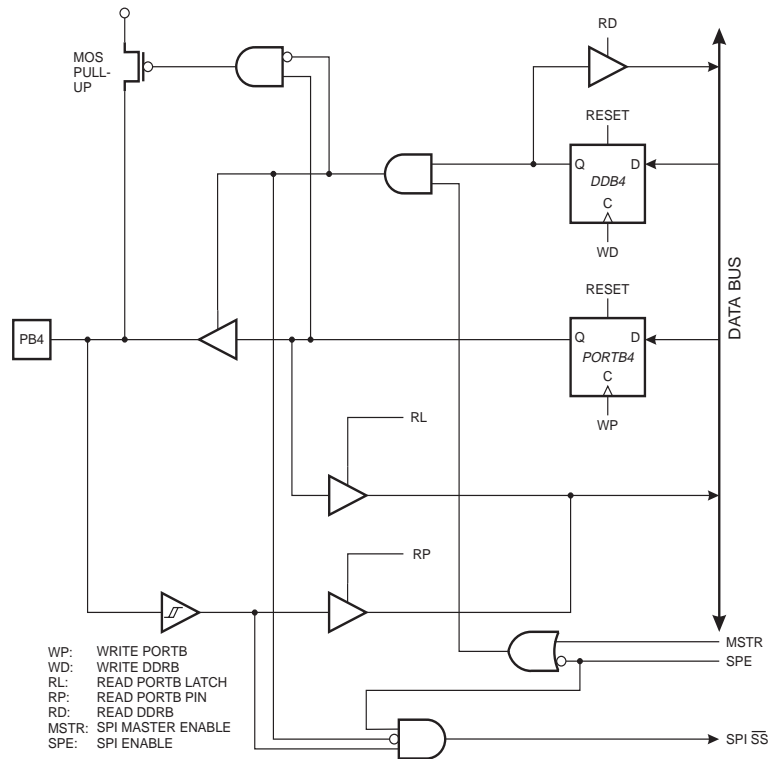 RD
MOS
PULL-
UP
RESET
Q D
DDB4
C
WD
DATA BUS
RESET
PB4
Q D
PORTB4
C
WP
RL
RP
WP: WRITE PORTB
WD: WRITE DDRB
RL: READ PORTB LATCH
RP: READ PORTB PIN
RD: READ DDRB
MSTR: SPI MASTER ENABLE
SPE: SPI ENABLE
MSTR
SPE
SPI S̅S̅